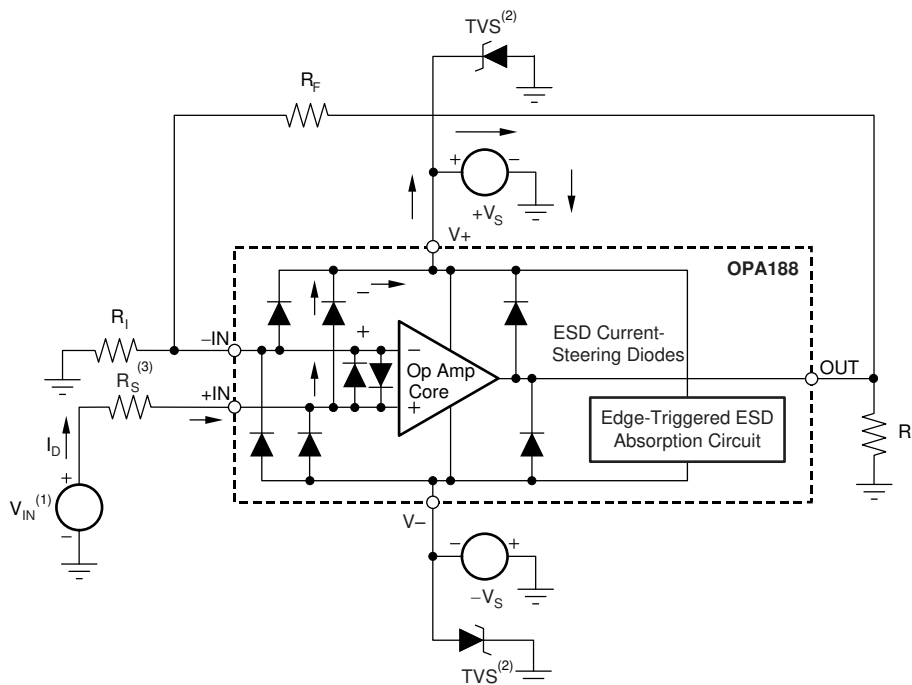 TVS(2)
RF
+ −
+VS
V+
OPA188
−
RI
−IN
+
−
ESD Current-
Steering Diodes
Op Amp
Core
OUT
RS(3)
+IN
+
Edge-Triggered ESD
Absorption Circuit
R
ID
+
VIN(1)
−
V−
− +
−VS
TVS(2)